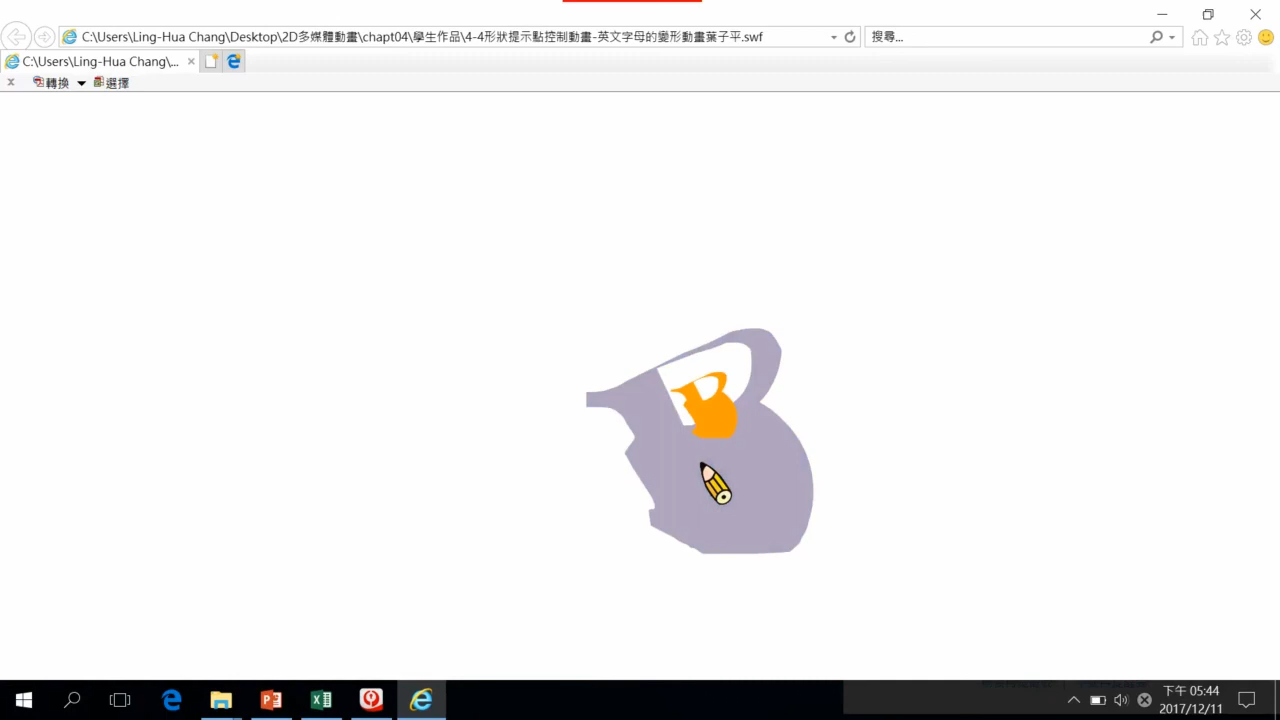 C:\Users\Ling-Hua Chang\Desktop\2D多媒體動畫\chapt04\學生作品\4-4形狀提示點控制動畫-英文字母的變形動畫葉子平.swf
搜尋...
C:\Users\Ling-Hua Chang\...
轉換
選擇
下午 05:44
2017/12/11